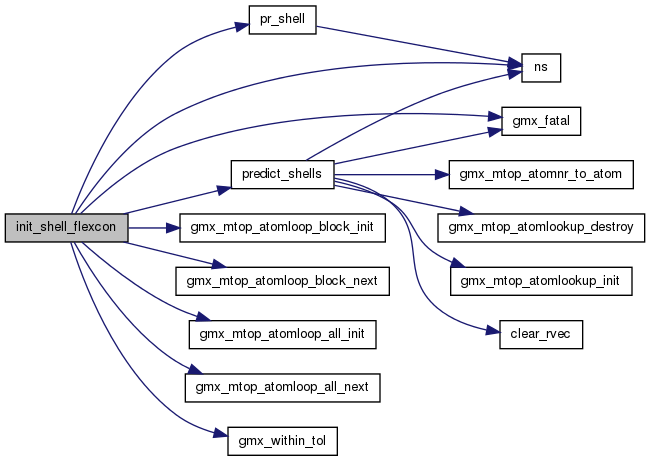 pr_shell
ns
gmx_fatal
predict_shells
gmx_mtop_atomnr_to_atom
init_shell_flexcon
gmx_mtop_atomloop_block_init
gmx_mtop_atomlookup_destroy
gmx_mtop_atomloop_block_next
gmx_mtop_atomlookup_init
gmx_mtop_atomloop_all_init
clear_rvec
gmx_mtop_atomloop_all_next
gmx_within_tol